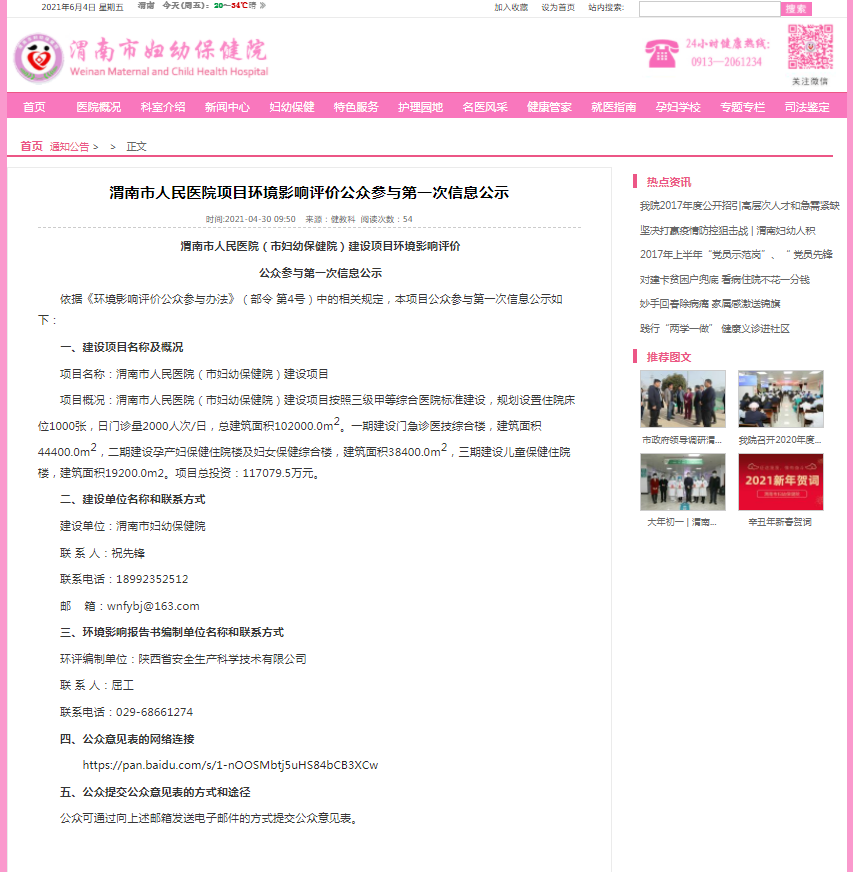 2021年6月4日 星期五 渭南 今天(周五): 20～34℃ 晴
加入收藏 设为首页 站内搜索: 搜索
渭南市妇幼保健院
Weinan Maternal and Child Health Hospital
24小时健康热线:
0913—2061234
关注微信
首页 医院概况 科室介绍 新闻中心 妇幼保健 特色服务 护理园地 名医风采 健康管家 就医指南 孕妇学校 专题专栏 司法鉴定
首页 通知公告 > > 正文
渭南市人民医院项目环境影响评价公众参与第一次信息公示
时间:2021-04-30 09:50 来源：健教科 阅读次数：54
渭南市人民医院（市妇幼保健院）建设项目环境影响评价
公众参与第一次信息公示
依据《环境影响评价公众参与办法》（部令 第4号）中的相关规定，本项目公众参与第一次信息公示如
下：
一、建设项目名称及概况
项目名称：渭南市人民医院（市妇幼保健院）建设项目
项目概况：渭南市人民医院（市妇幼保健院）建设项目按照三级甲等综合医院标准建设，规划设置住院床
位1000张，日门诊量2000人次/日，总建筑面积102000.0m2。一期建设门急诊医技综合楼，建筑面积
44400.0m2，二期建设孕产妇保健住院楼及妇女保健综合楼，建筑面积38400.0m2，三期建设儿童保健住院
楼，建筑面积19200.0m2。项目总投资：117079.5万元。
二、建设单位名称和联系方式
建设单位：渭南市妇幼保健院
联 系 人：祝先锋
联系电话：18992352512
邮 箱：wnfybj@163.com
三、环境影响报告书编制单位名称和联系方式
环评编制单位：陕西省安全生产科学技术有限公司
联 系 人：屈工
联系电话：029-68661274
四、公众意见表的网络连接
https://pan.baidu.com/s/1-nOOSMbtj5uHS84bCB3XCw
五、公众提交公众意见表的方式和途径
公众可通过向上述邮箱发送电子邮件的方式提交公众意见表。
热点资讯
我院2017年度公开招引高层次人才和急需紧缺
坚决打赢疫情防控狙击战 | 渭南妇幼人积
2017年上半年“党员示范岗”、“党员先锋
对建卡贫困户兜底 看病住院不花一分钱
妙手回春除病痛 家属感激送锦旗
践行“两学一做” 健康义诊进社区
推荐图文
市政府领导调研渭... 我院召开2020年度...
2021新年贺词
大年初一 | 渭南... 辛丑年新春贺词